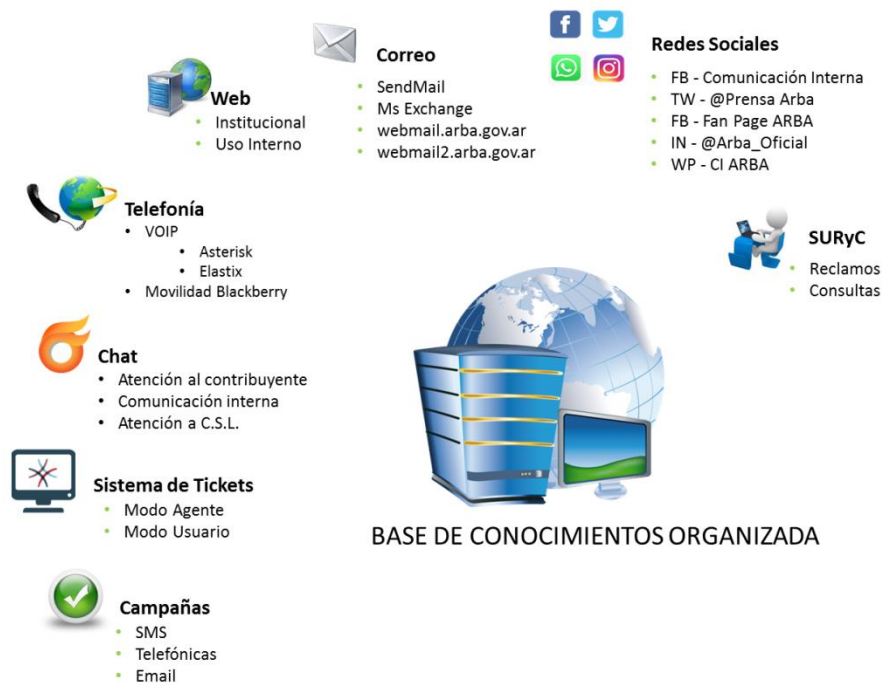 Web
Institucional
Uso Interno
Correo
SendMail
Ms Exchange
webmail.arba.gov.ar
webmail2.arba.gov.ar
Redes Sociales
FB - Comunicación Interna
TW - @Prensa Arba
FB - Fan Page ARBA
IN - @Arba_Oficial
WP - CI ARBA
Telefonía
VOIP
Asterisk
Elastix
Movilidad Blackberry
SURyC
Reclamos
Consultas
Chat
Atención al contribuyente
Comunicación interna
Atención a C.S.L.
Sistema de Tickets
Modo Agente
Modo Usuario
BASE DE CONOCIMIENTOS ORGANIZADA
Campañas
SMS
Telefónicas
Email